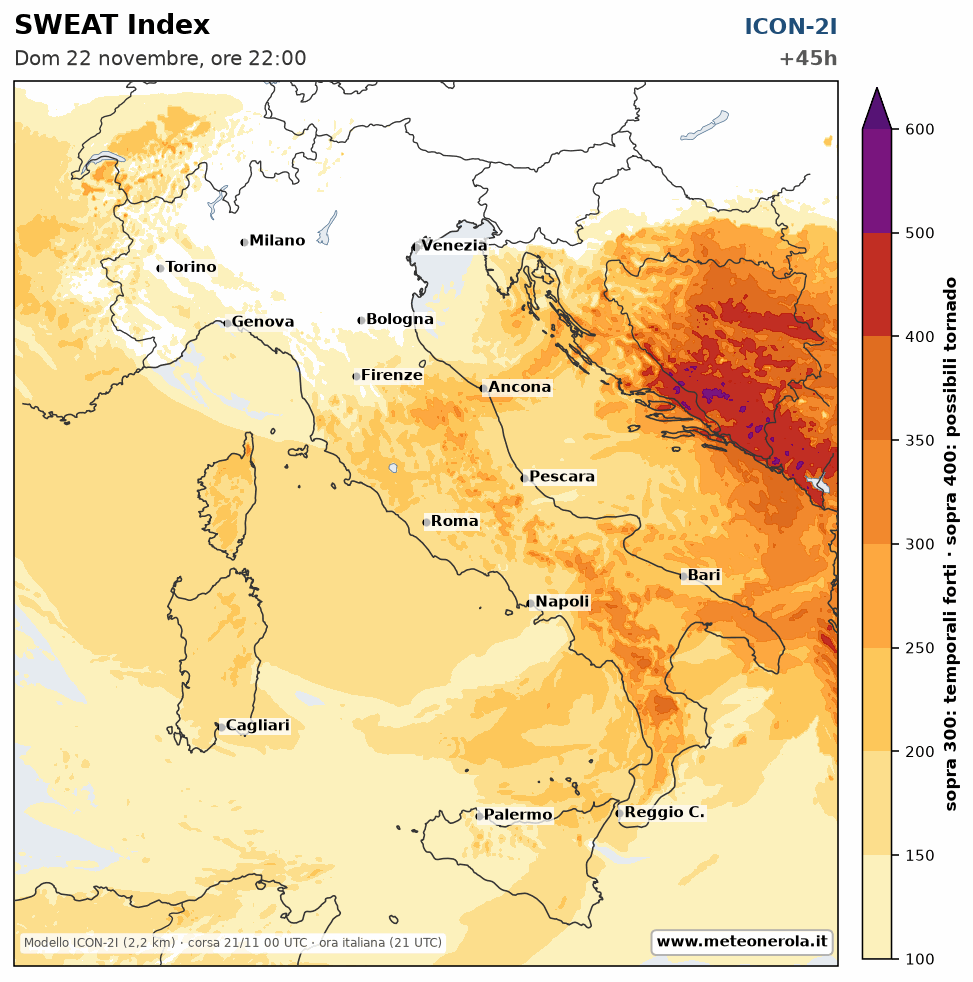 SWEAT Index
ICON-2I
Dom 22 novembre, ore 22:00
+45h
Milano
Venezia
Torino
Genova
Bologna
Firenze
Ancona
Pescara
Roma
Bari
Napoli
Cagliari
Palermo
Reggio C.
Modello ICON-2I (2,2 km) · corsa 21/11 00 UTC · ora italiana (21 UTC)
www.meteonerola.it
600
500
400
350
300
250
200
150
100
sopra 300: temporali forti · sopra 400: possibili tornado